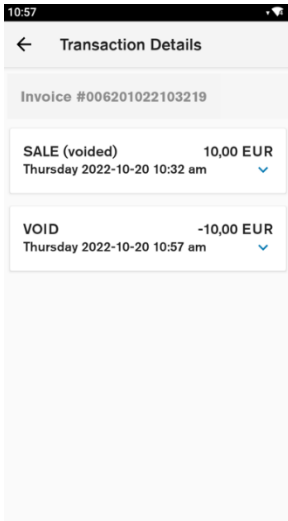 10:57
Transaction Details
Invoice #006201022103219
SALE (voided) 10,00 EUR
Thursday 2022-10-20 10:32 am
VOID -10,00 EUR
Thursday 2022-10-20 10:57 am